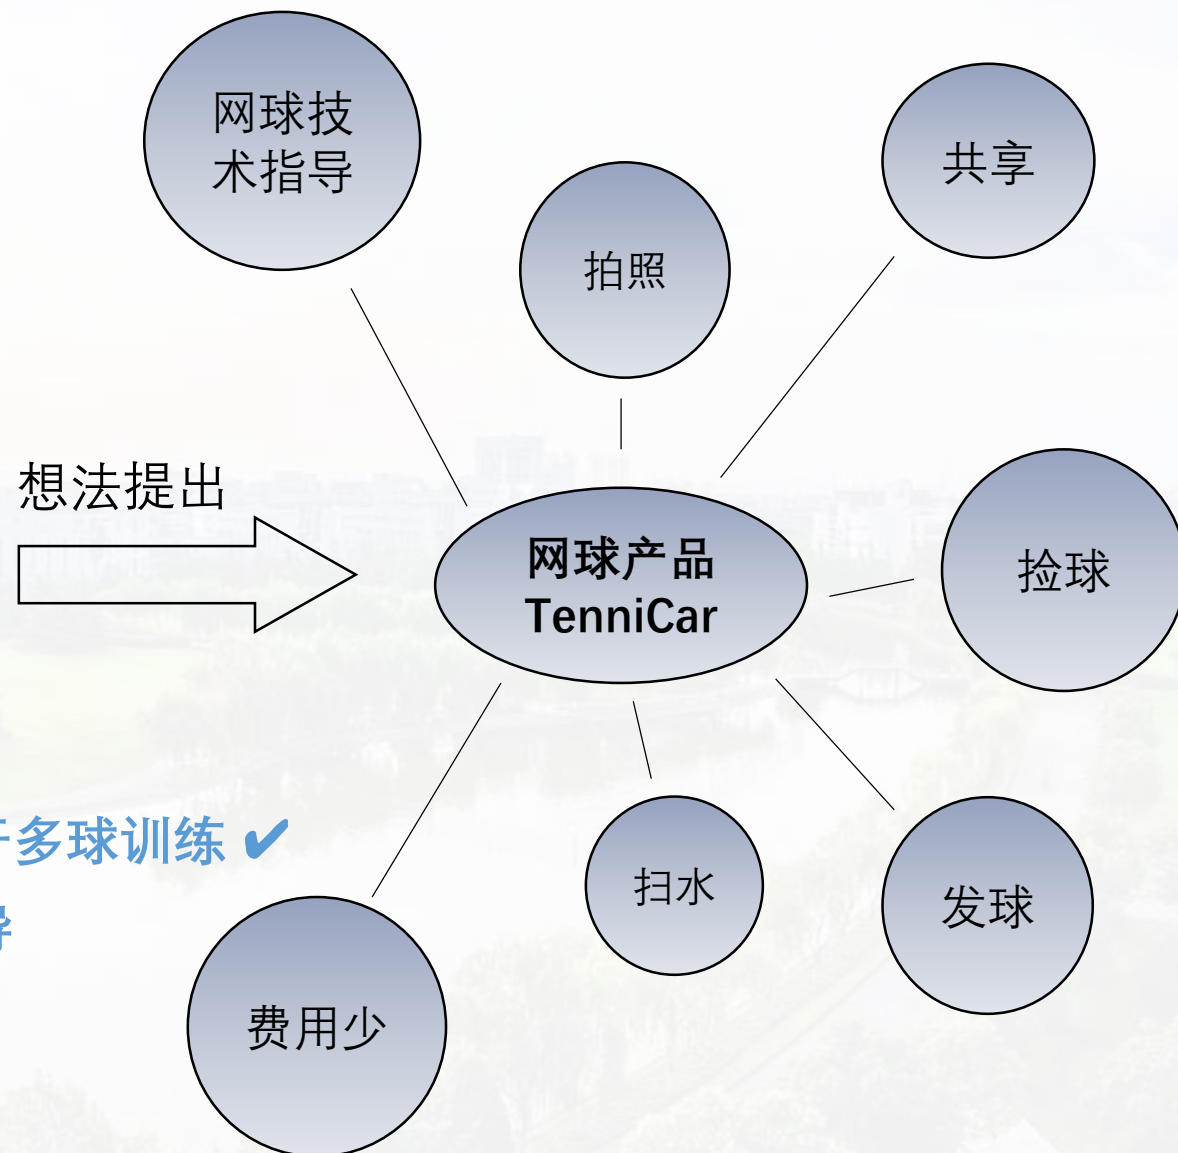 网球技
术指导
共享
拍照
想法提出
网球产品
TenniCar
捡球
多球训练 ✔
扫水
发球
费用少